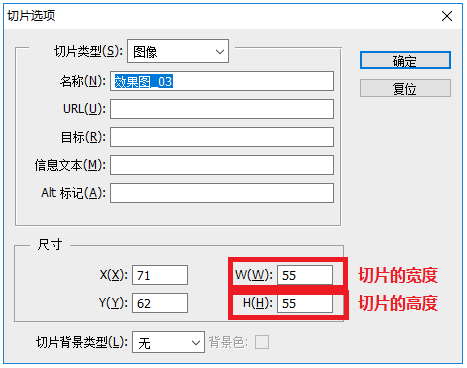 切片选项
切片类型(S): 图像
确定
名称(N): 效果图_03
复位
URL(U):
目标(R):
信息文本(M):
Alt 标记(A):
尺寸
X(X): 71 W(W): 55 切片的宽度
Y(Y): 62 H(H): 55 切片的高度
切片背景类型(L): 无 背景色: